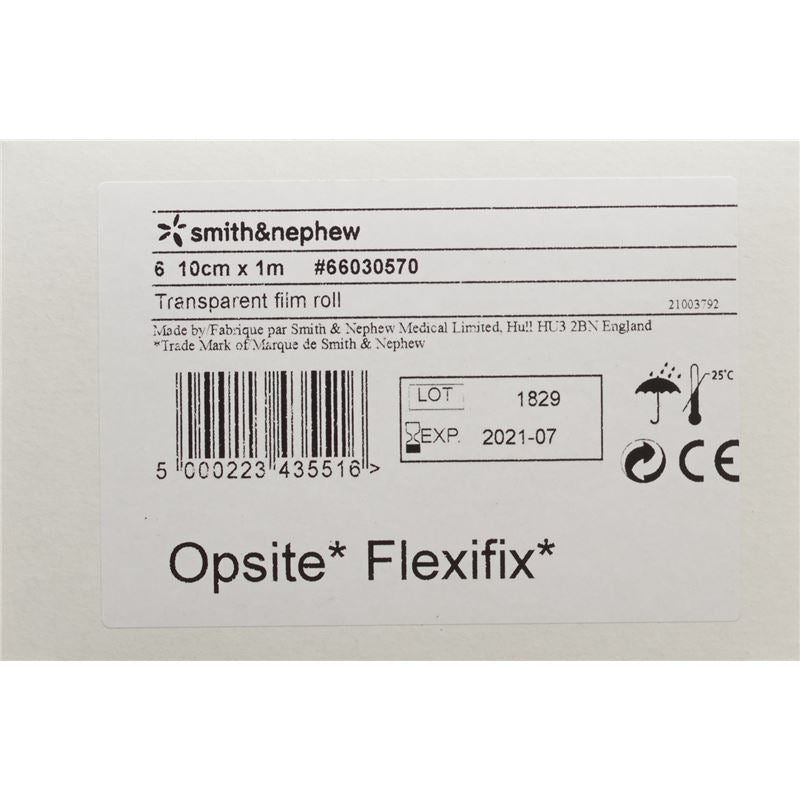 smith&nephew
6 10cm x 1m #66030570
Transparent film roll 21003792
Made by/Fabrique par Smith & Nephew Medical Limited, Hull HU3 2BN England
*Trade Mark of/Marque de Smith & Nephew
LOT 1829
EXP. 2021-07
25°C
CE
5 000223 435516 >
Opsite* Flexifix*